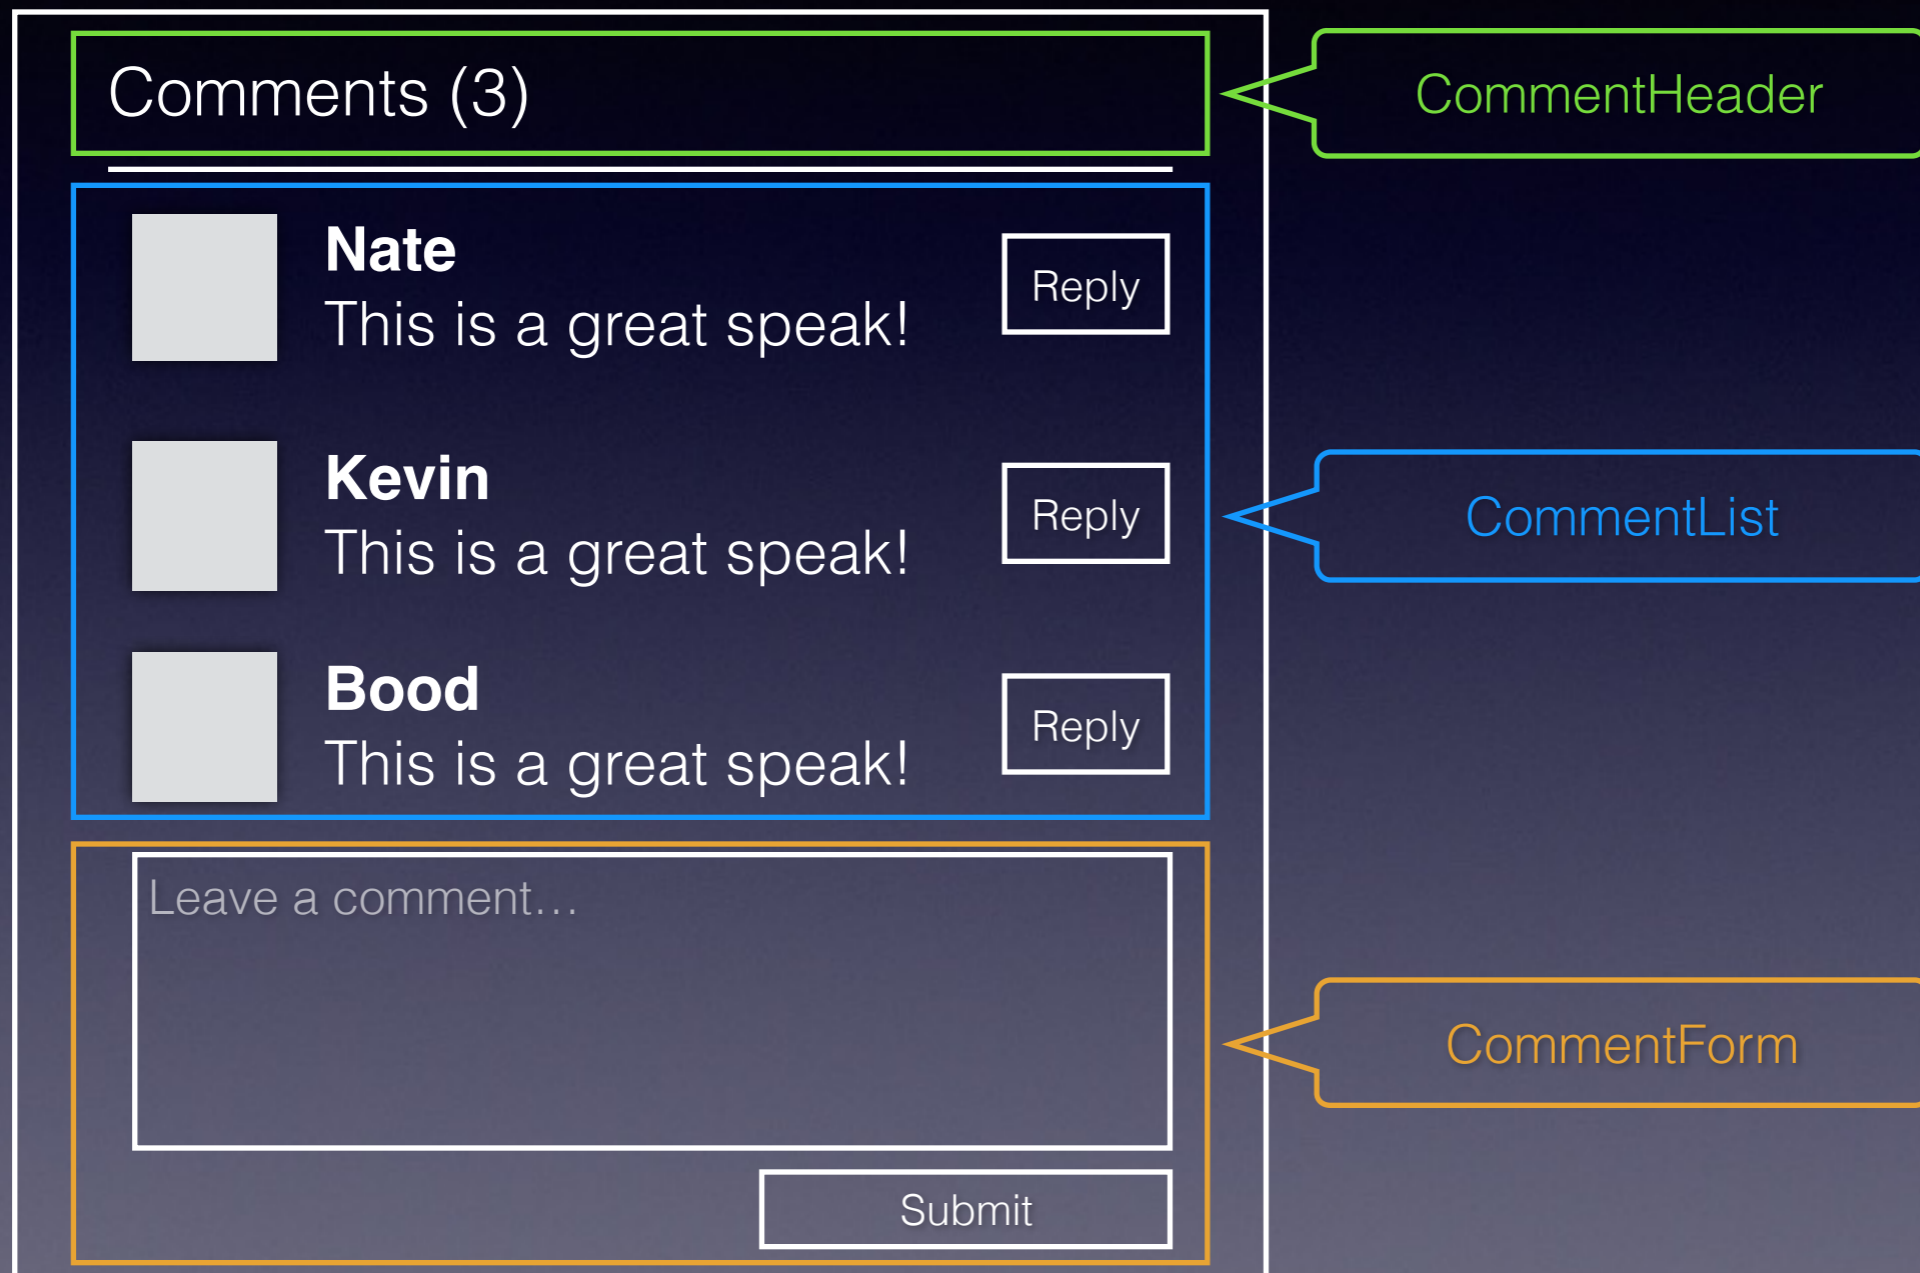 Comments (3)
CommentHeader
Nate
This is a great speak!
Reply
Kevin
This is a great speak!
Reply
CommentList
Bood
This is a great speak!
Reply
Leave a comment...
CommentForm
Submit